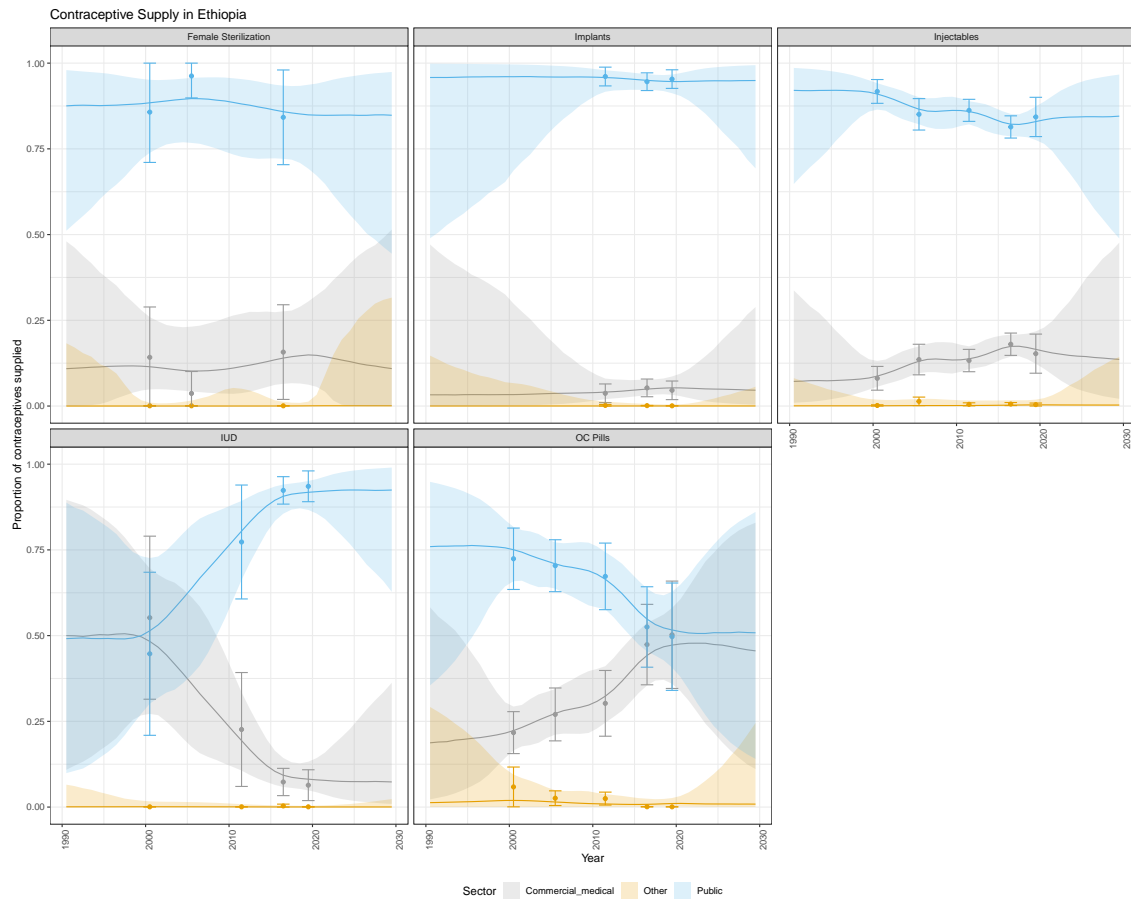 Contraceptive Supply in Ethiopia
Female Sterilization
Implants
Injectables
1.00
0.75
0.50
0.25
0.00
1990
2000
2010
2020
2030
IUD
OC Pills
1.00
0.75
0.50
0.25
0.00
1990
2000
2010
2020
2030
1990
2000
2010
2020
2030
Proportion of contraceptives supplied
Year
Sector
Commercial_medical
Other
Public